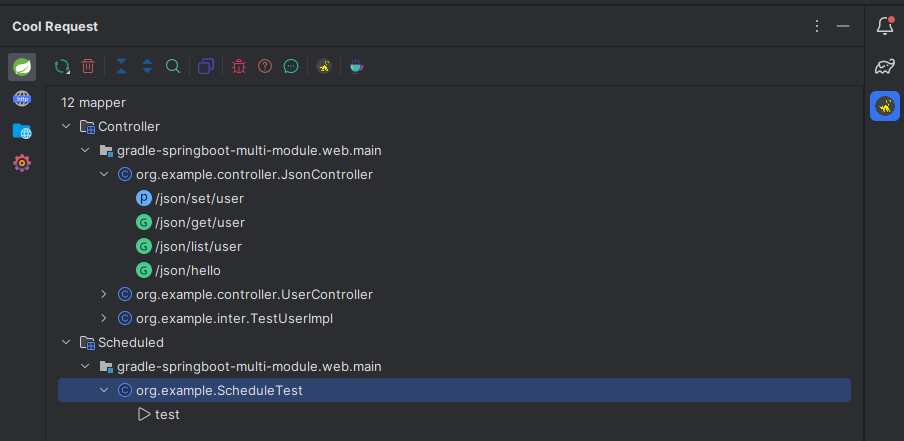 Cool Request
http
12 mapper
Controller
gradle-springboot-multi-module.web.main
C org.example.controller.JsonController
p /json/set/user
G /json/get/user
G /json/list/user
G /json/hello
C org.example.controller.UserController
C org.example.inter.TestUserImpl
Scheduled
gradle-springboot-multi-module.web.main
C org.example.ScheduleTest
test